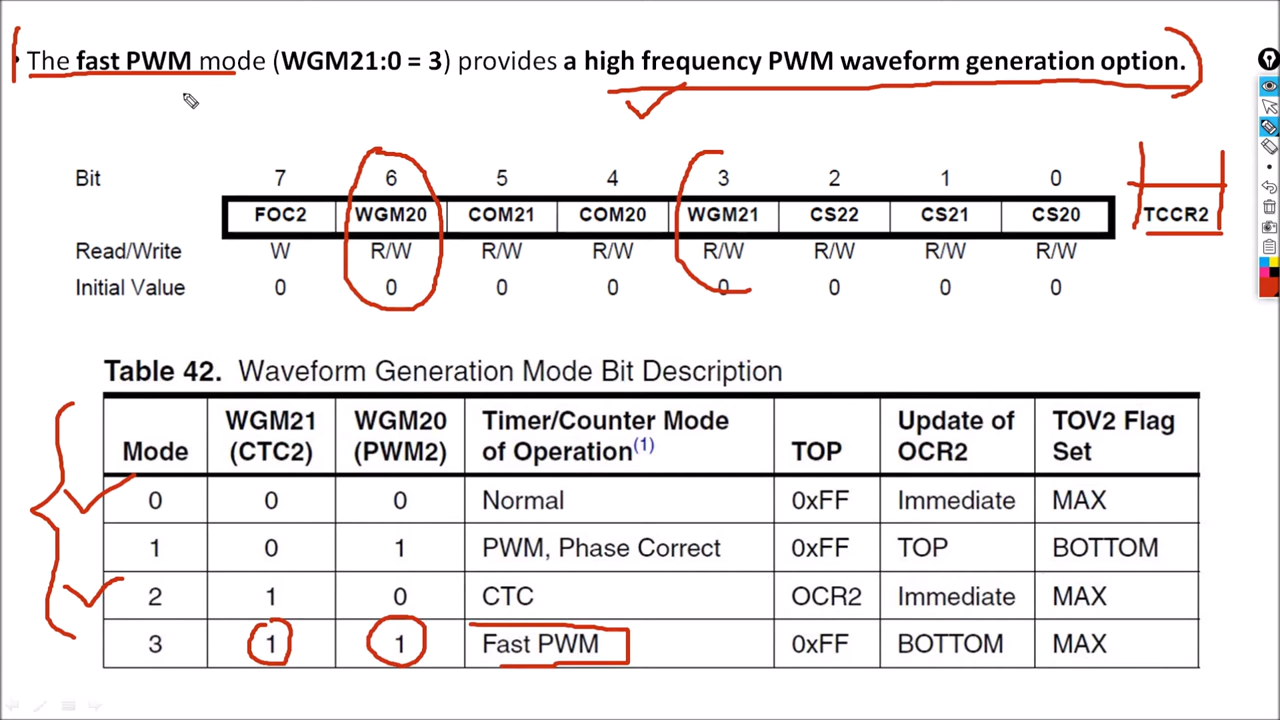 • The fast PWM mode (WGM21:0 = 3) provides a high frequency PWM waveform generation option.
Bit 7 6 5 4 3 2 1 0
FOC2 WGM20 COM21 COM20 WGM21 CS22 CS21 CS20 TCCR2
Read/Write W R/W R/W R/W R/W R/W R/W R/W
Initial Value 0 0 0 0 0 0 0 0
Table 42. Waveform Generation Mode Bit Description
Mode WGM21 (CTC2) WGM20 (PWM2) Timer/Counter Mode of Operation(1) TOP Update of OCR2 TOV2 Flag Set
0 0 0 Normal 0xFF Immediate MAX
1 0 1 PWM, Phase Correct 0xFF TOP BOTTOM
2 1 0 CTC OCR2 Immediate MAX
3 1 1 Fast PWM 0xFF BOTTOM MAX